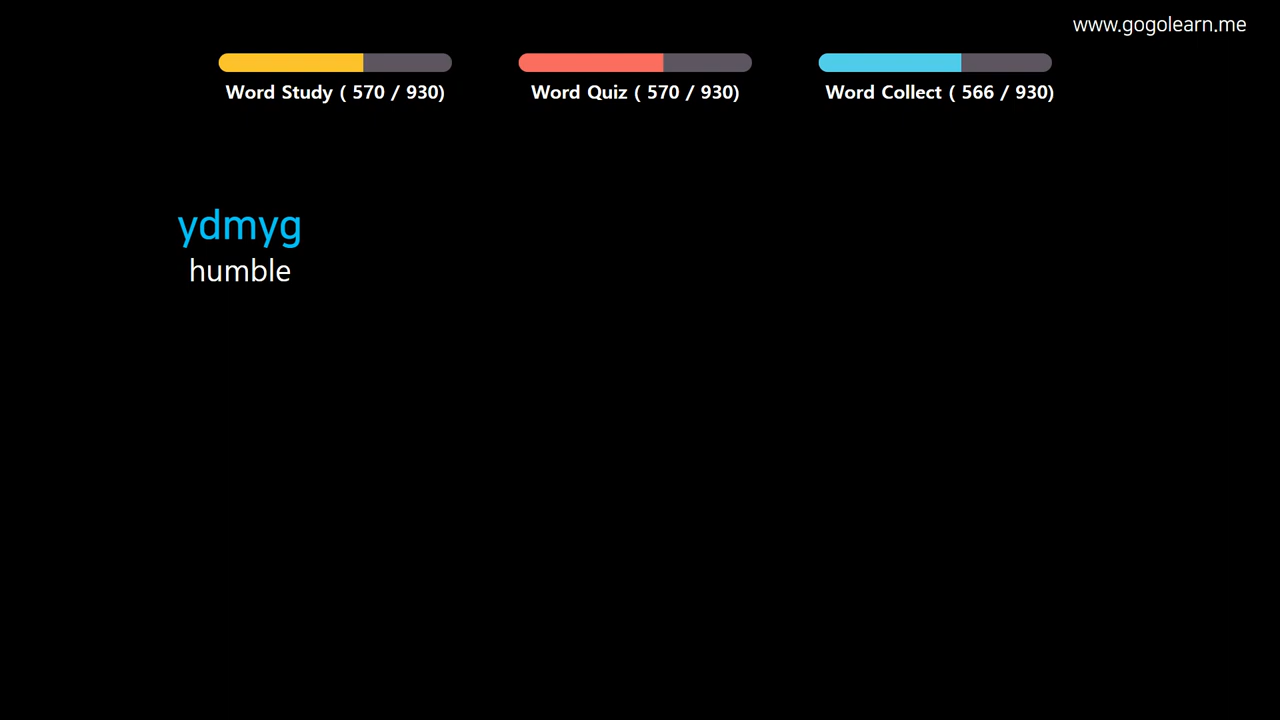 www.gogolearn.me
Word Study ( 570 / 930)
Word Quiz ( 570 / 930)
Word Collect ( 566 / 930)
ydmyg
humble